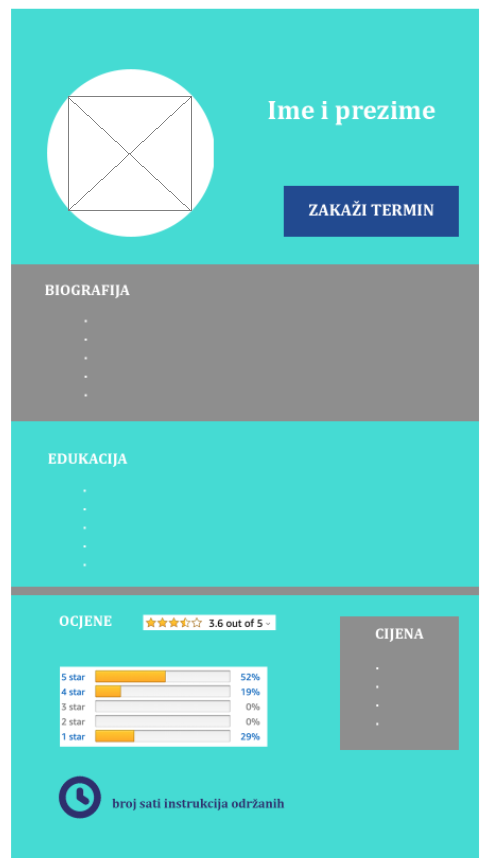 Ime i prezime
ZAKAŽI TERMIN
BIOGRAFIJA
EDUKACIJA
OCJENE
3.6 out of 5
CIJENA
5 star 52%
4 star 19%
3 star 0%
2 star 0%
1 star 29%
broj sati instrukcija održanih